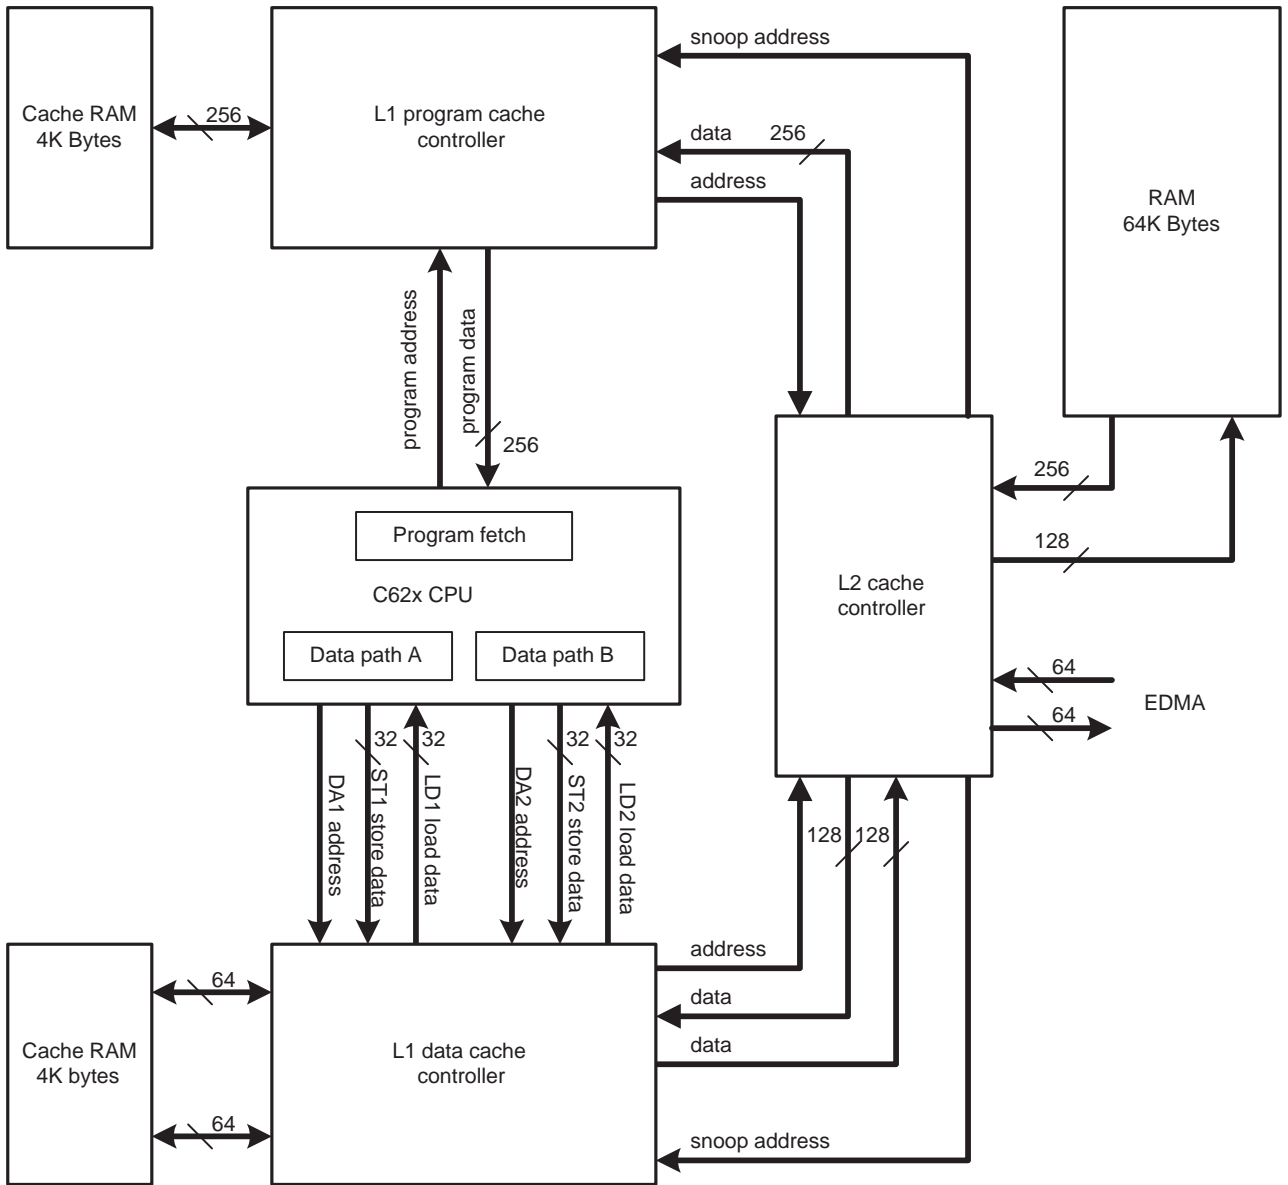 snoop address
Cache RAM
4K Bytes
256
L1 program cache
controller
data
256
address
RAM
64K Bytes
program address
program data
256
256
128
Program fetch
C62x CPU
Data path A
Data path B
L2 cache
controller
64
64
EDMA
32
32
32
32
DA1 address
ST1 store data
LD1 load data
DA2 address
ST2 store data
LD2 load data
128
128
address
data
data
64
Cache RAM
4K bytes
64
L1 data cache
controller
snoop address